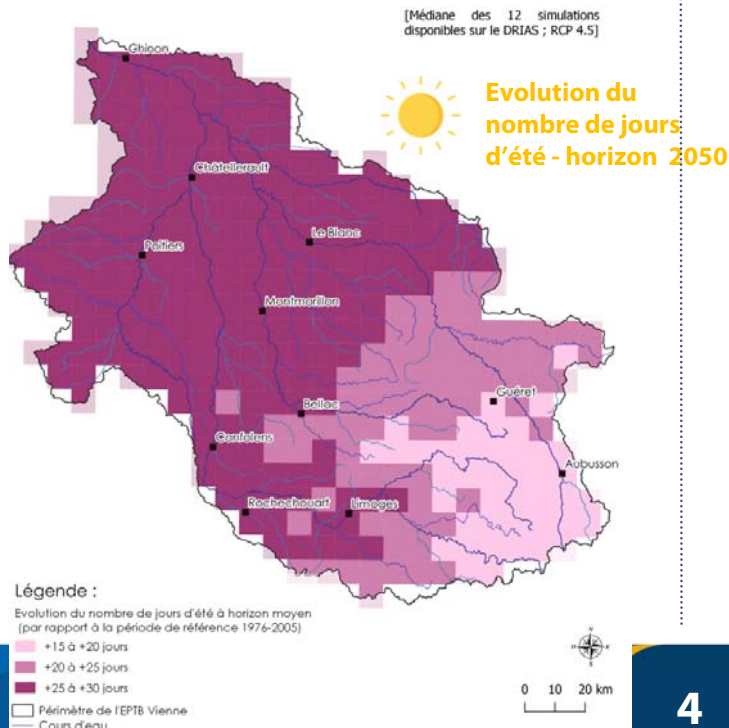 [Médiane des 12 simulations
disponibles sur le DRIAS ; RCP 4.5]
Evolution du
nombre de jours
d'été - horizon 2050
Chinon
Châtellerault
Le Blanc
Poitiers
Montmorillon
Guéret
Bellac
Confolens
Aubusson
Rochechouart
Limoges
Légende :
Evolution du nombre de jours d'été à horizon moyen
(par rapport à la période de référence 1976-2005)
+15 à +20 jours
+20 à +25 jours
+25 à +30 jours
Périmètre de l'EPTB Vienne
Cours d'eau
0 10 20 km
4